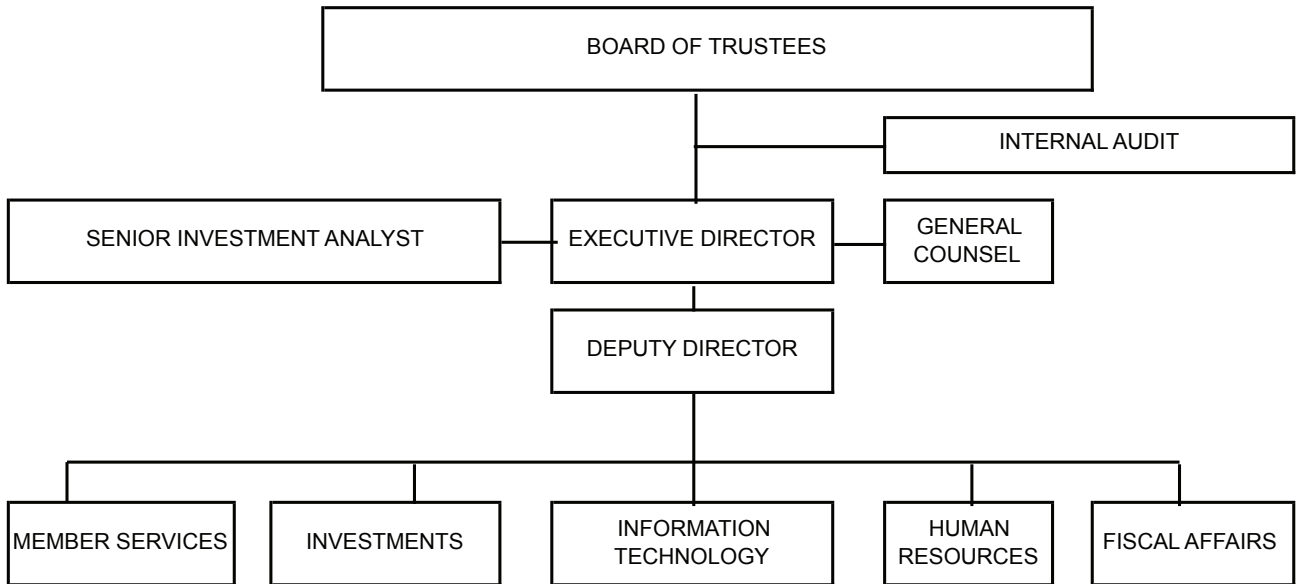 BOARD OF TRUSTEES
INTERNAL AUDIT
SENIOR INVESTMENT ANALYST
EXECUTIVE DIRECTOR
GENERAL
COUNSEL
DEPUTY DIRECTOR
MEMBER SERVICES
INVESTMENTS
INFORMATION
TECHNOLOGY
HUMAN
RESOURCES
FISCAL AFFAIRS